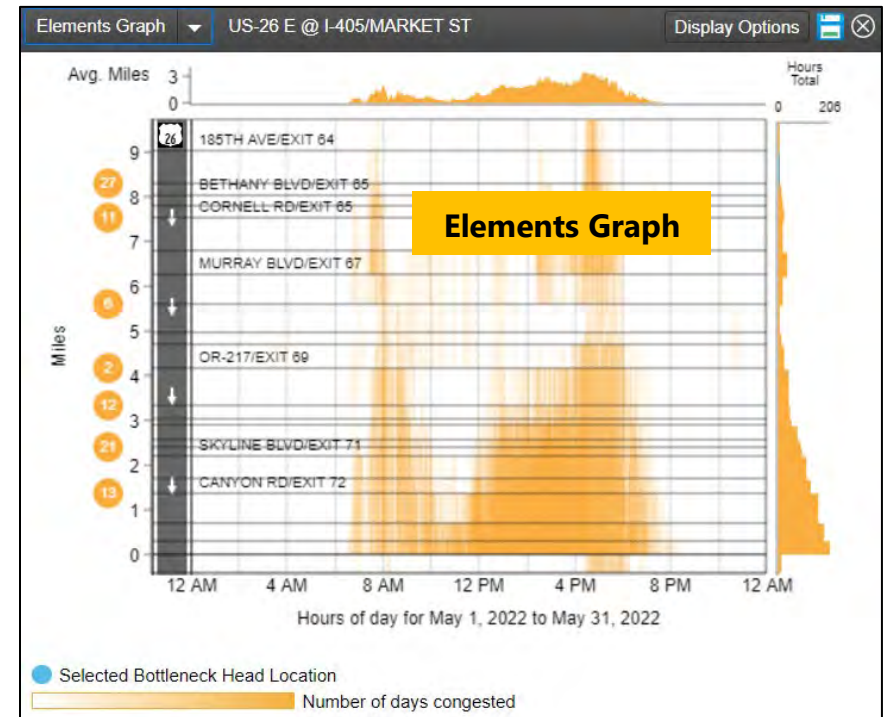 Elements Graph US-26 E @ I-405/MARKET ST Display Options
Avg. Miles 3
0
Hours
Total
0 206
26
185TH AVE/EXIT 64
9
27
BETHANY BLVD/EXIT 65
8
CORNELL RD/EXIT 65
11
Elements Graph
7
MURRAY BLVD/EXIT 67
6
6
5
Miles
OR-217/EXIT 69
2
4
12
3
21
SKYLINE BLVD/EXIT 71
2
CANYON RD/EXIT 72
13
1
0
12 AM 4 AM 8 AM 12 PM 4 PM 8 PM 12 AM
Hours of day for May 1, 2022 to May 31, 2022
Selected Bottleneck Head Location
Number of days congested